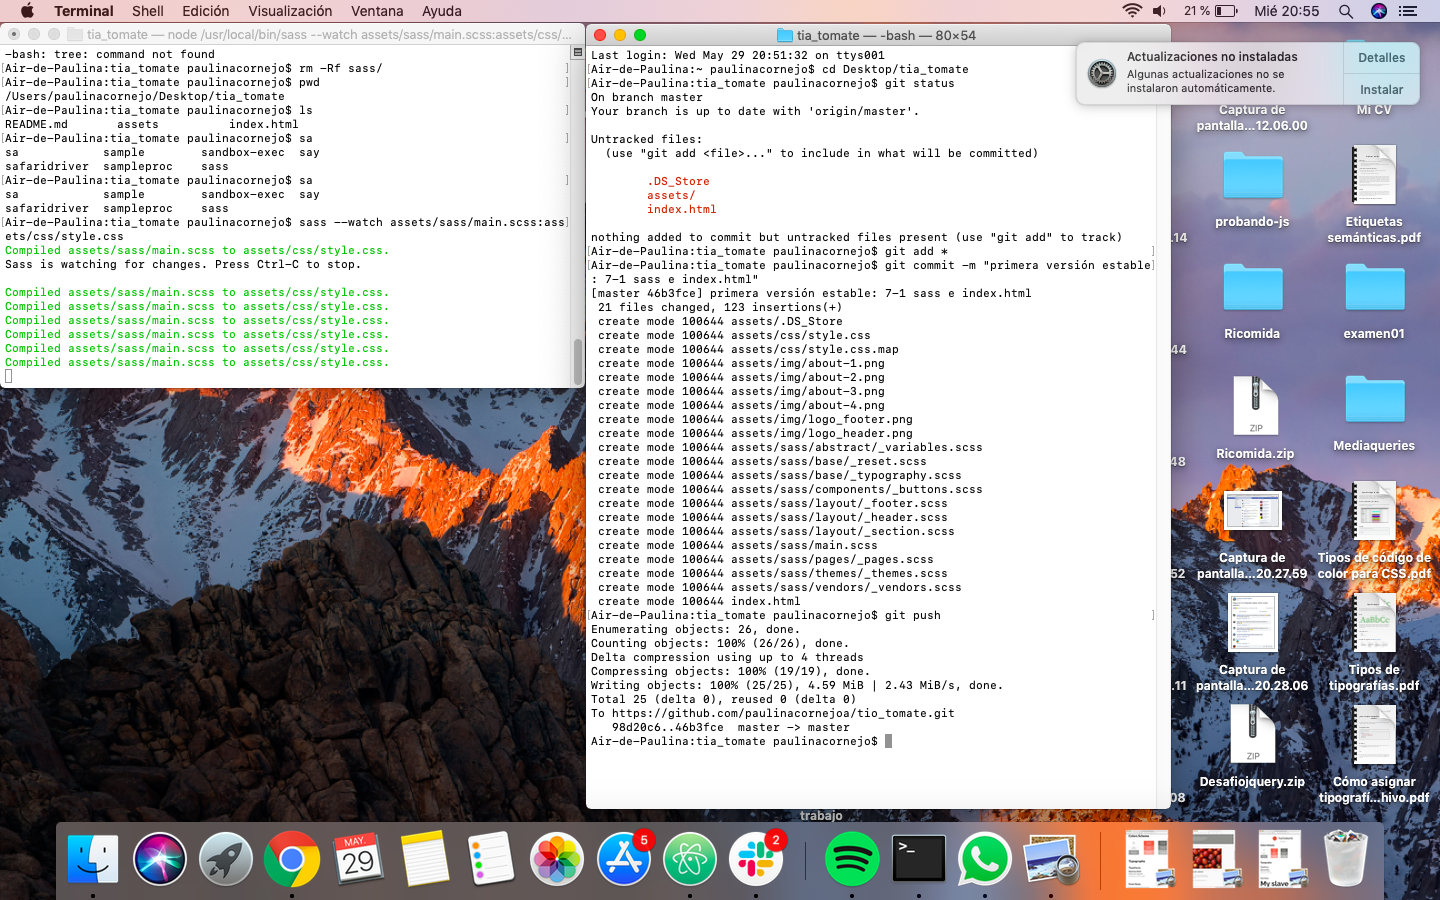 Terminal Shell Edición Visualización Ventana Ayuda
21 % Mié 20:55
tia_tomate — node /usr/local/bin/sass --watch assets/sass/main.scss:assets/css/...
-bash: tree: command not found
[Air-de-Paulina:tia_tomate paulinacornejo$ rm -Rf sass/ ]
[Air-de-Paulina:tia_tomate paulinacornejo$ pwd ]
/Users/paulinacornejo/Desktop/tia_tomate
[Air-de-Paulina:tia_tomate paulinacornejo$ ls ]
README.md assets index.html
[Air-de-Paulina:tia_tomate paulinacornejo$ sa ]
sa sample sandbox-exec say
safaridriver sampleproc sass
[Air-de-Paulina:tia_tomate paulinacornejo$ sa ]
sa sample sandbox-exec say
safaridriver sampleproc sass
[Air-de-Paulina:tia_tomate paulinacornejo$ sass --watch assets/sass/main.scss:ass]
ets/css/style.css
Compiled assets/sass/main.scss to assets/css/style.css.
Sass is watching for changes. Press Ctrl-C to stop.
Compiled assets/sass/main.scss to assets/css/style.css.
Compiled assets/sass/main.scss to assets/css/style.css.
Compiled assets/sass/main.scss to assets/css/style.css.
Compiled assets/sass/main.scss to assets/css/style.css.
Compiled assets/sass/main.scss to assets/css/style.css.
Compiled assets/sass/main.scss to assets/css/style.css.
tia_tomate — -bash — 80×54
Last login: Wed May 29 20:51:32 on ttys001
[Air-de-Paulina:~ paulinacornejo$ cd Desktop/tia_tomate
[Air-de-Paulina:tia_tomate paulinacornejo$ git status
On branch master
Your branch is up to date with 'origin/master'.
Untracked files:
(use "git add <file>..." to include in what will be committed)
.DS_Store
assets/
index.html
nothing added to commit but untracked files present (use "git add" to track)
[Air-de-Paulina:tia_tomate paulinacornejo$ git add * ]
[Air-de-Paulina:tia_tomate paulinacornejo$ git commit -m "primera versión estable]
: 7-1 sass e index.html"
[master 46b3fce] primera versión estable: 7-1 sass e index.html
21 files changed, 123 insertions(+)
create mode 100644 assets/.DS_Store
create mode 100644 assets/css/style.css
create mode 100644 assets/css/style.css.map
create mode 100644 assets/img/about-1.png
create mode 100644 assets/img/about-2.png
create mode 100644 assets/img/about-3.png
create mode 100644 assets/img/about-4.png
create mode 100644 assets/img/logo_footer.png
create mode 100644 assets/img/logo_header.png
create mode 100644 assets/sass/abstract/_variables.scss
create mode 100644 assets/sass/base/_reset.scss
create mode 100644 assets/sass/base/_typography.scss
create mode 100644 assets/sass/components/_buttons.scss
create mode 100644 assets/sass/layout/_footer.scss
create mode 100644 assets/sass/layout/_header.scss
create mode 100644 assets/sass/layout/_section.scss
create mode 100644 assets/sass/main.scss
create mode 100644 assets/sass/pages/_pages.scss
create mode 100644 assets/sass/themes/_themes.scss
create mode 100644 assets/sass/vendors/_vendors.scss
create mode 100644 index.html
[Air-de-Paulina:tia_tomate paulinacornejo$ git push ]
Enumerating objects: 26, done.
Counting objects: 100% (26/26), done.
Delta compression using up to 4 threads
Compressing objects: 100% (19/19), done.
Writing objects: 100% (25/25), 4.59 MiB | 2.43 MiB/s, done.
Total 25 (delta 0), reused 0 (delta 0)
To https://github.com/paulinacornejoa/tio_tomate.git
98d20c6..46b3fce master -> master
Air-de-Paulina:tia_tomate paulinacornejo$
Actualizaciones no instaladas
Algunas actualizaciones no se
instalaron automáticamente.
Detalles
Instalar
Captura de
pantalla...12.06.00
Mi CV
probando-js
Etiquetas
semánticas.pdf
.14
Ricomida
examen01
44
Ricomida.zip
ZIP
Mediaqueries
48
Captura de
pantalla...20.27.59
Tipos de código de
color para CSS.pdf
52
Captura de
pantalla...20.28.06
AaBbCc
Tipos de
tipografías.pdf
.11
ZIP
Desafiojquery.zip
Cómo asignar
tipografí...hivo.pdf
08
trabajo
MAY.
29
5
2
>_
My slave